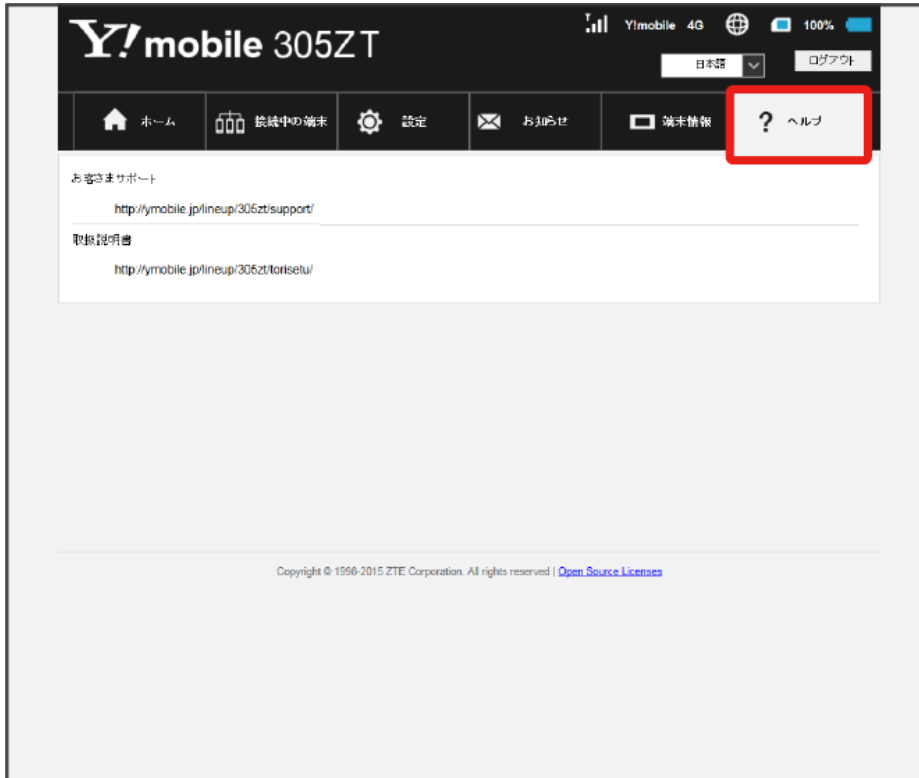 Y! mobile 305ZT
Y!mobile 4G 100%
日本語 ログアウト
ホーム 接続中の端末 設定 お知らせ 端末情報 ? ヘルプ
お客さまサポート
http://ymobile.jp/lineup/305zt/support/
取扱説明書
http://ymobile.jp/lineup/305zt/torisetu/
Copyright © 1998-2015 ZTE Corporation. All rights reserved | Open Source Licenses